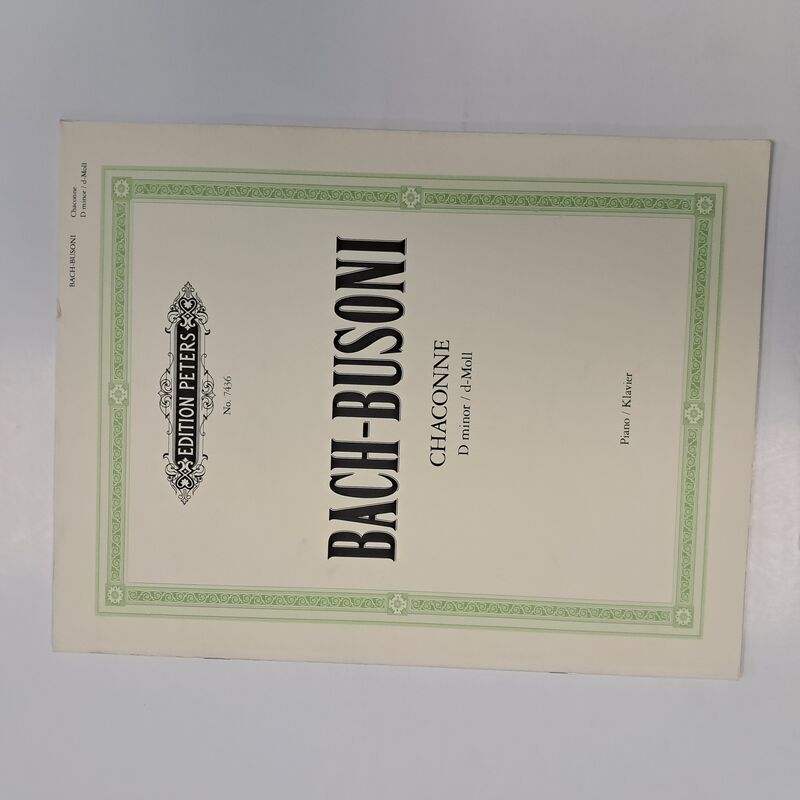 BACH-BUSONI
Chaconne
D minor / d-Moll
EDITION PETERS
No. 7436
BACH-BUSONI
CHACONNE
D minor / d-Moll
Piano / Klavier